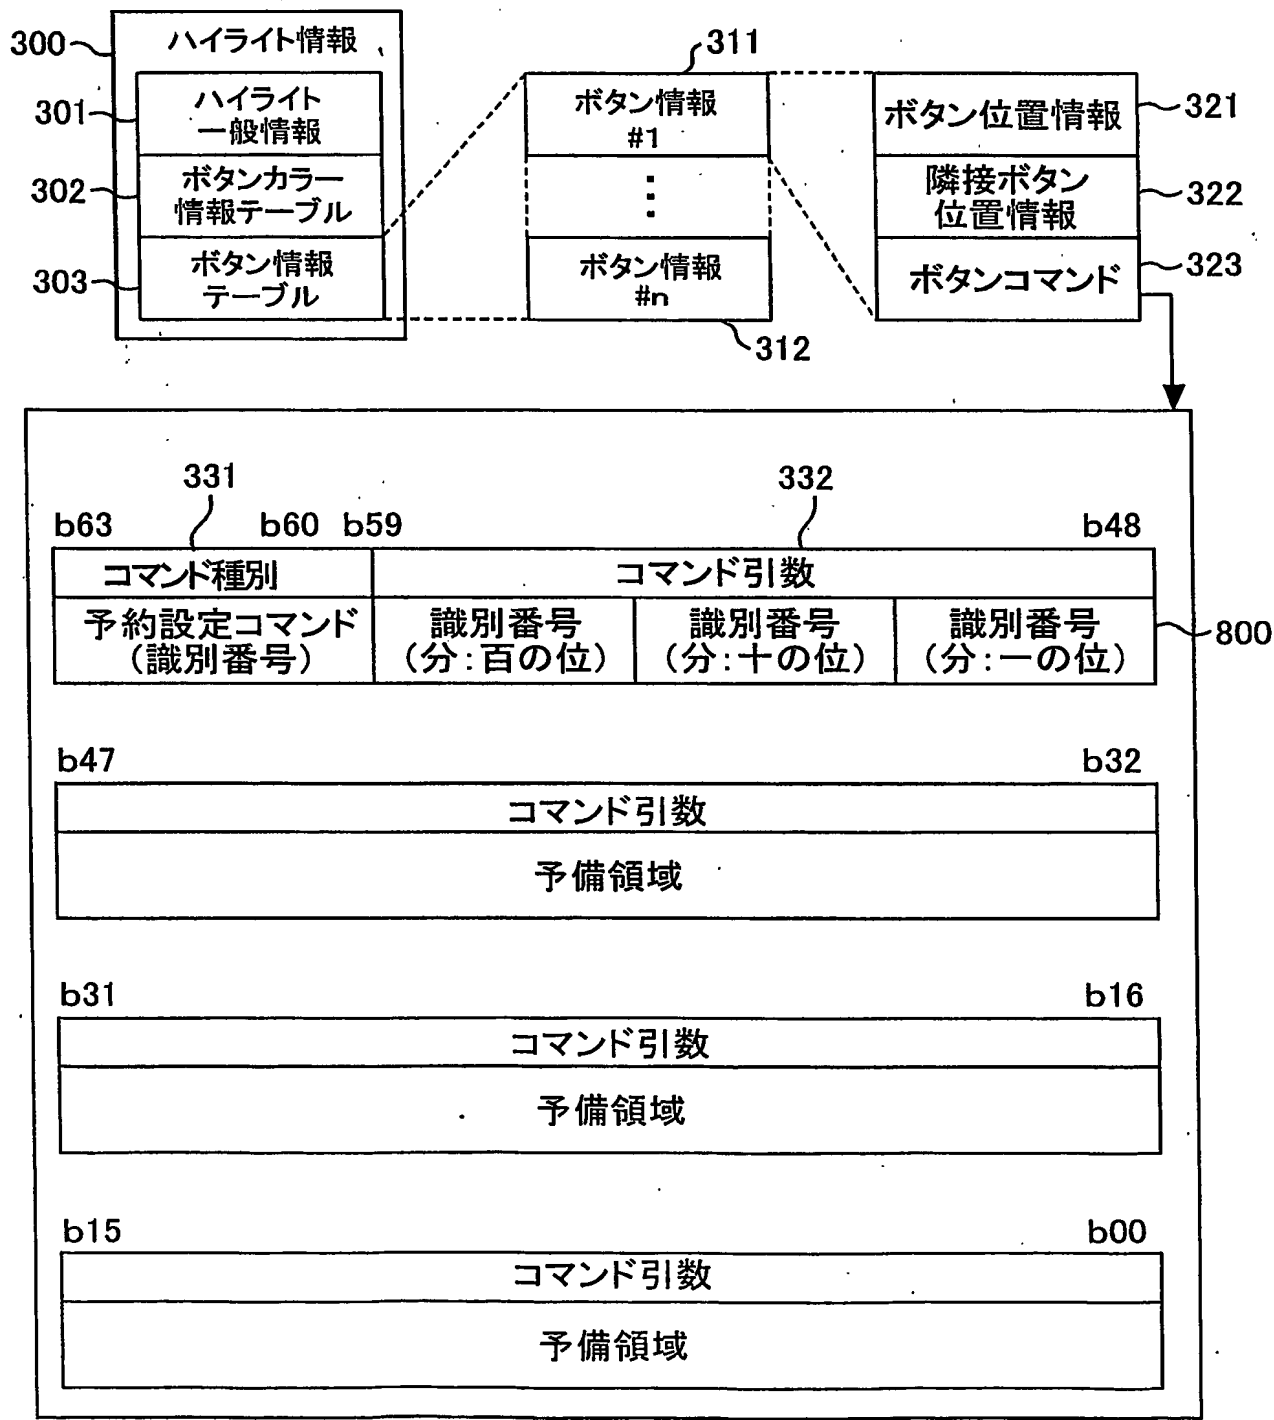 300
ハイライト情報
301
ハイライト
一般情報
302
ボタンカラー
情報テーブル
303
ボタン情報
テーブル
311
ボタン情報
#1
ボタン情報
#n
312
ボタン位置情報
321
隣接ボタン
位置情報
322
ボタンコマンド
323
331
332
b63
b60
b59
b48
コマンド種別
コマンド引数
予約設定コマンド
(識別番号)
識別番号
(分:百の位)
識別番号
(分:十の位)
識別番号
(分:一の位)
800
b47
b32
コマンド引数
予備領域
b31
b16
コマンド引数
予備領域
b15
b00
コマンド引数
予備領域